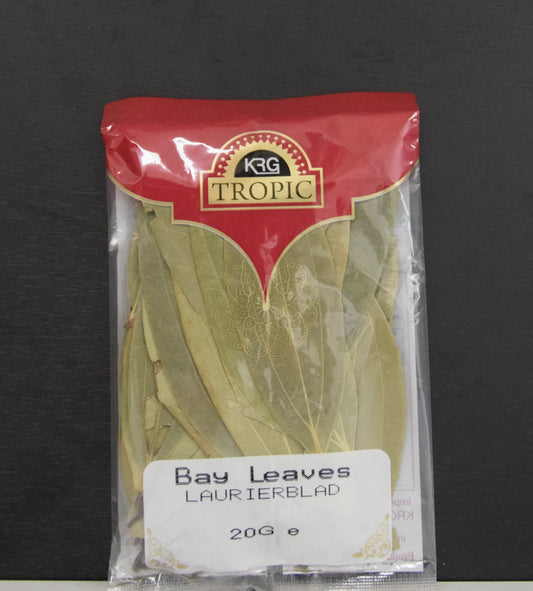 KRG
TROPIC
Bay Leaves
LAURIERBLAD
20G e